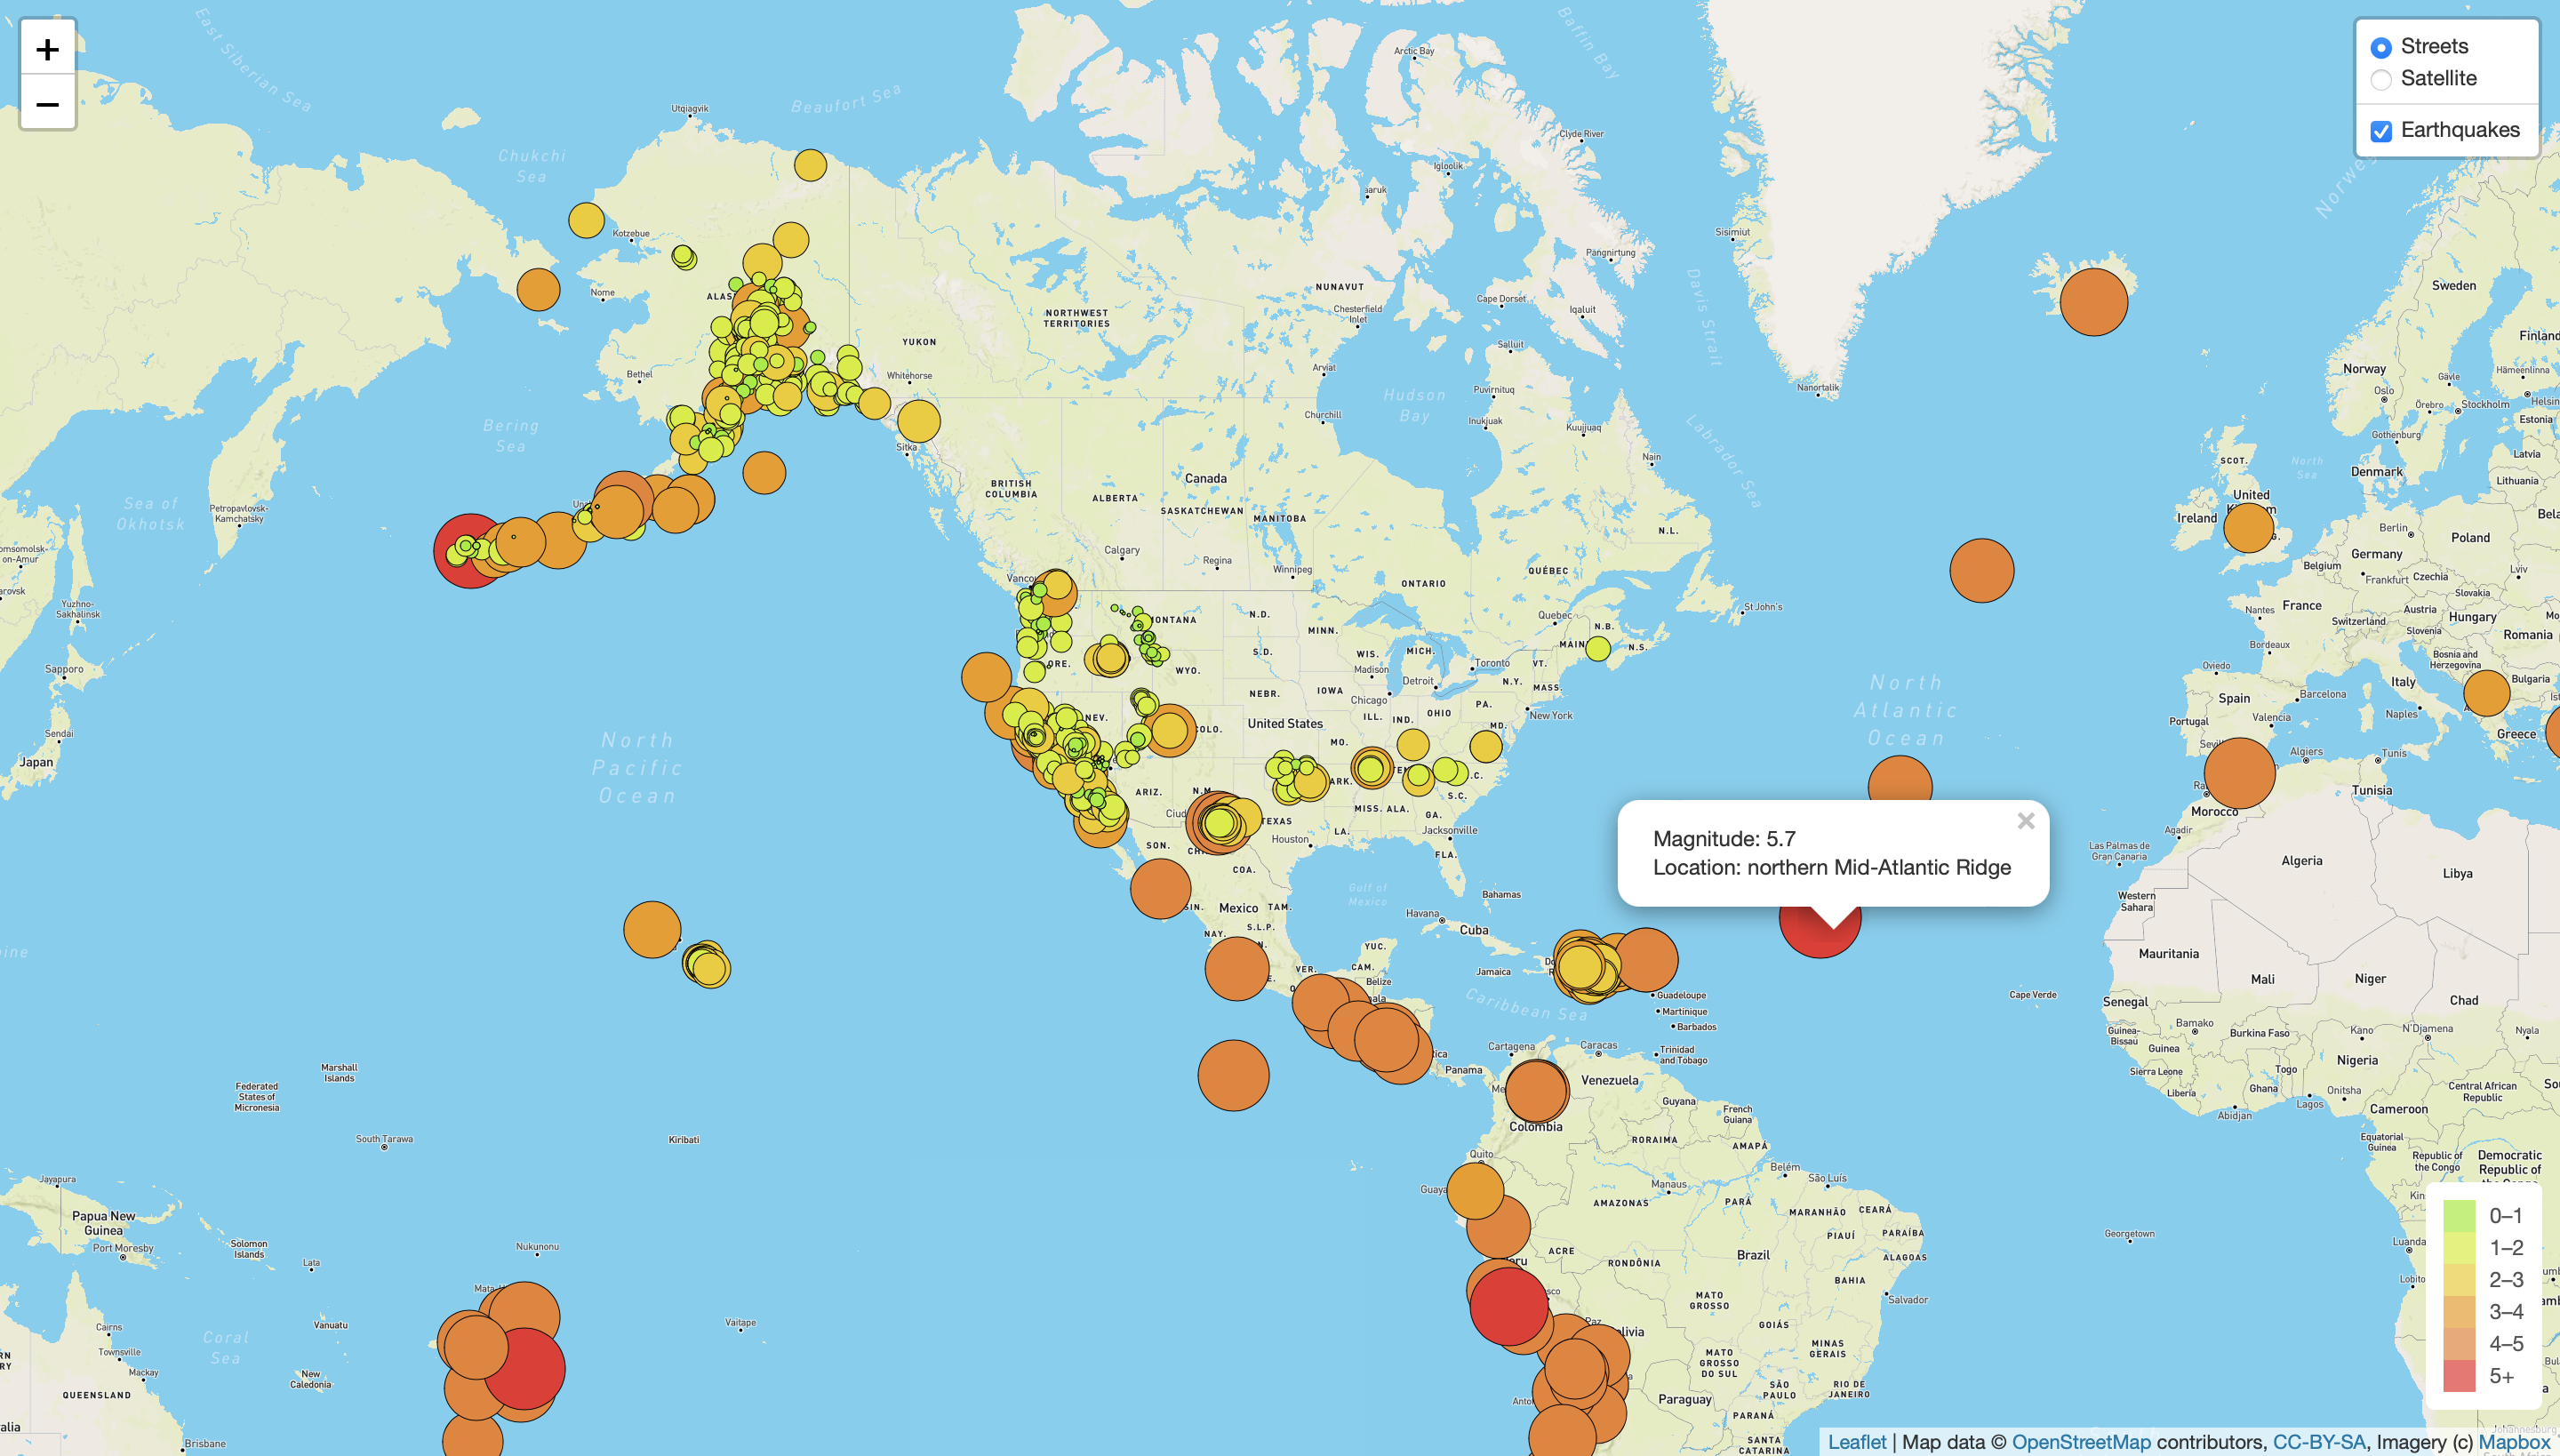 +
−
Streets
Satellite
Earthquakes
East Siberian Sea
Beaufort Sea
Baffin Bay
Arctic Bay
Utqiagvik
Clyde River
Chukchi
Sea
Igloolik
Kotzebue
Sisimiut
Pangnirtung
Davis Strait
Nome
NUNAVUT
Chesterfield
Inlet
Cape Dorset
Iqaluit
Sweden
NORTHWEST
TERRITORIES
YUKON
Salluit
Finland
Bethel
Whitehorse
Arviat
Puvirnituq
Nanortalik
Norway
Oslo
Gävle
Hämeenlinna
Örebro
Stockholm
Estonia
Bering
Sea
Hudson
Bay
Churchill
Inukjuak
Kuujjuaq
Labrador Sea
Gothenburg
Sitka
Nain
SCOT.
North
Sea
Latvia
Denmark
Lithuania
Canada
BRITISH
COLUMBIA
ALBERTA
SASKATCHEWAN
MANITOBA
United
Ireland
Sea of
Okhotsk
Petropavlovsk-
Kamchatsky
N.L.
Berlin
Poland
Germany
Belgium
Frankfurt
Czechia
Lviv
Calgary
Regina
Winnipeg
ONTARIO
QUÉBEC
Slovakia
Yuzhno-
Sakhalinsk
St John's
Nantes
France
Austria
Hungary
Switzerland
Slovenia
Romania
Quebec
N.B.
N.S.
N.D.
MINN.
Bordeaux
Bosnia and
Herzegovina
Sapporo
S.D.
WIS.
MICH.
Toronto
VT.
Madison
Detroit
WYO.
N.Y.
MASS.
Oviedo
Italy
Bulgaria
North
Atlantic
Ocean
NEBR.
IOWA
Chicago
PA.
Spain
Barcelona
Naples
New York
Sendai
NEV.
United States
ILL.
IND.
OHIO
MD.
Portugal
Valencia
Greece
Japan
North
Pacific
Ocean
MO.
Algiers
Tunis
ARIZ.
ARK.
S.C.
Tunisia
MISS.
ALA.
GA.
Morocco
TEXAS
LA.
Jacksonville
Agadir
Houston
SON.
FLA.
Las Palmas de
Gran Canaria
Algeria
Libya
COA.
×
Magnitude: 5.7
Location: northern Mid-Atlantic Ridge
Gulf of
Mexico
Bahamas
Western
Sahara
Mexico
TAM.
Havana
Cuba
NAY.
S.L.P.
YUC.
Mauritania
VER.
CAM.
Jamaica
Belize
Mali
Niger
Chad
Guadeloupe
Cape Verde
Senegal
Martinique
Caribbean Sea
Barbados
Guinea-
Bissau
Bamako
Burkina Faso
Kano
N'Djamena
Nyala
Guinea
Cartagena
Caracas
Trinidad
and Tobago
Nigeria
Panama
Sierra Leone
Togo
Marshall
Islands
Federated
States of
Micronesia
Venezuela
Liberia
Ghana
Onitsha
Central African
Republic
Guyana
French
Guiana
Abidjan
Lagos
Cameroon
South Tarawa
Kiribati
Colombia
RORAIMA
AMAPÁ
Equatorial
Guinea
Quito
Republic of
the Congo
Democratic
Republic of
Belém
São Luís
Jayapura
Manaus
AMAZONAS
PARÁ
MARANHÃO
CEARÁ
Papua New
Guinea
Port Moresby
Solomon
Islands
Nukunonu
Lata
PIAUÍ
PARAÍBA
Georgetown
Luanda
ACRE
RONDÔNIA
Brazil
ALAGOAS
BAHIA
Lobito
MATO
GROSSO
Salvador
Cairns
Vanuatu
Vaitape
Coral
Sea
Townsville
Mackay
New
Caledonia
QUEENSLAND
GOIÁS
MINAS
GERAIS
MATO
GROSSO
DO SUL
SÃO
PAULO
RIO DE
JANEIRO
Paraguay
PARANÁ
SANTA
CATARINA
Brisbane
0–1
1–2
2–3
3–4
4–5
5+
Leaflet | Map data © OpenStreetMap contributors, CC-BY-SA, Imagery (c) Mapbox